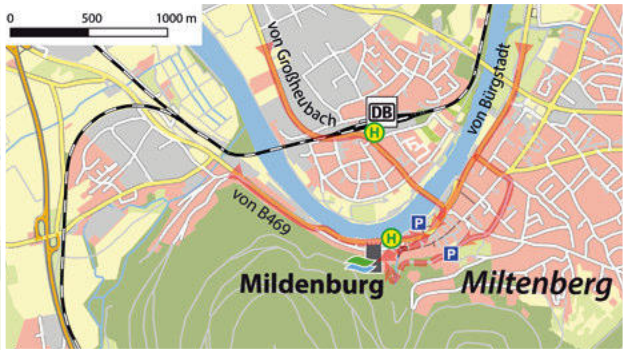 0 500 1000 m
von Großheubach
DB
H
von Bürgstadt
von B469
P
H
P
Mildenburg
Miltenberg